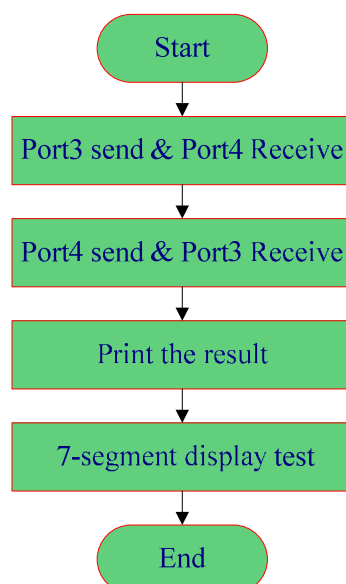 Start
Port3 send & Port4 Receive
Port4 send & Port3 Receive
Print the result
7-segment display test
End